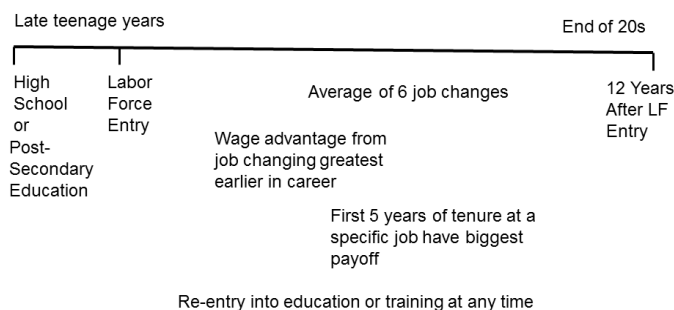 Late teenage years
End of 20s
High
School
or
Post-
Secondary
Education
Labor
Force
Entry
Average of 6 job changes
12 Years
After LF
Entry
Wage advantage from
job changing greatest
earlier in career
First 5 years of tenure at a
specific job have biggest
payoff
Re-entry into education or training at any time